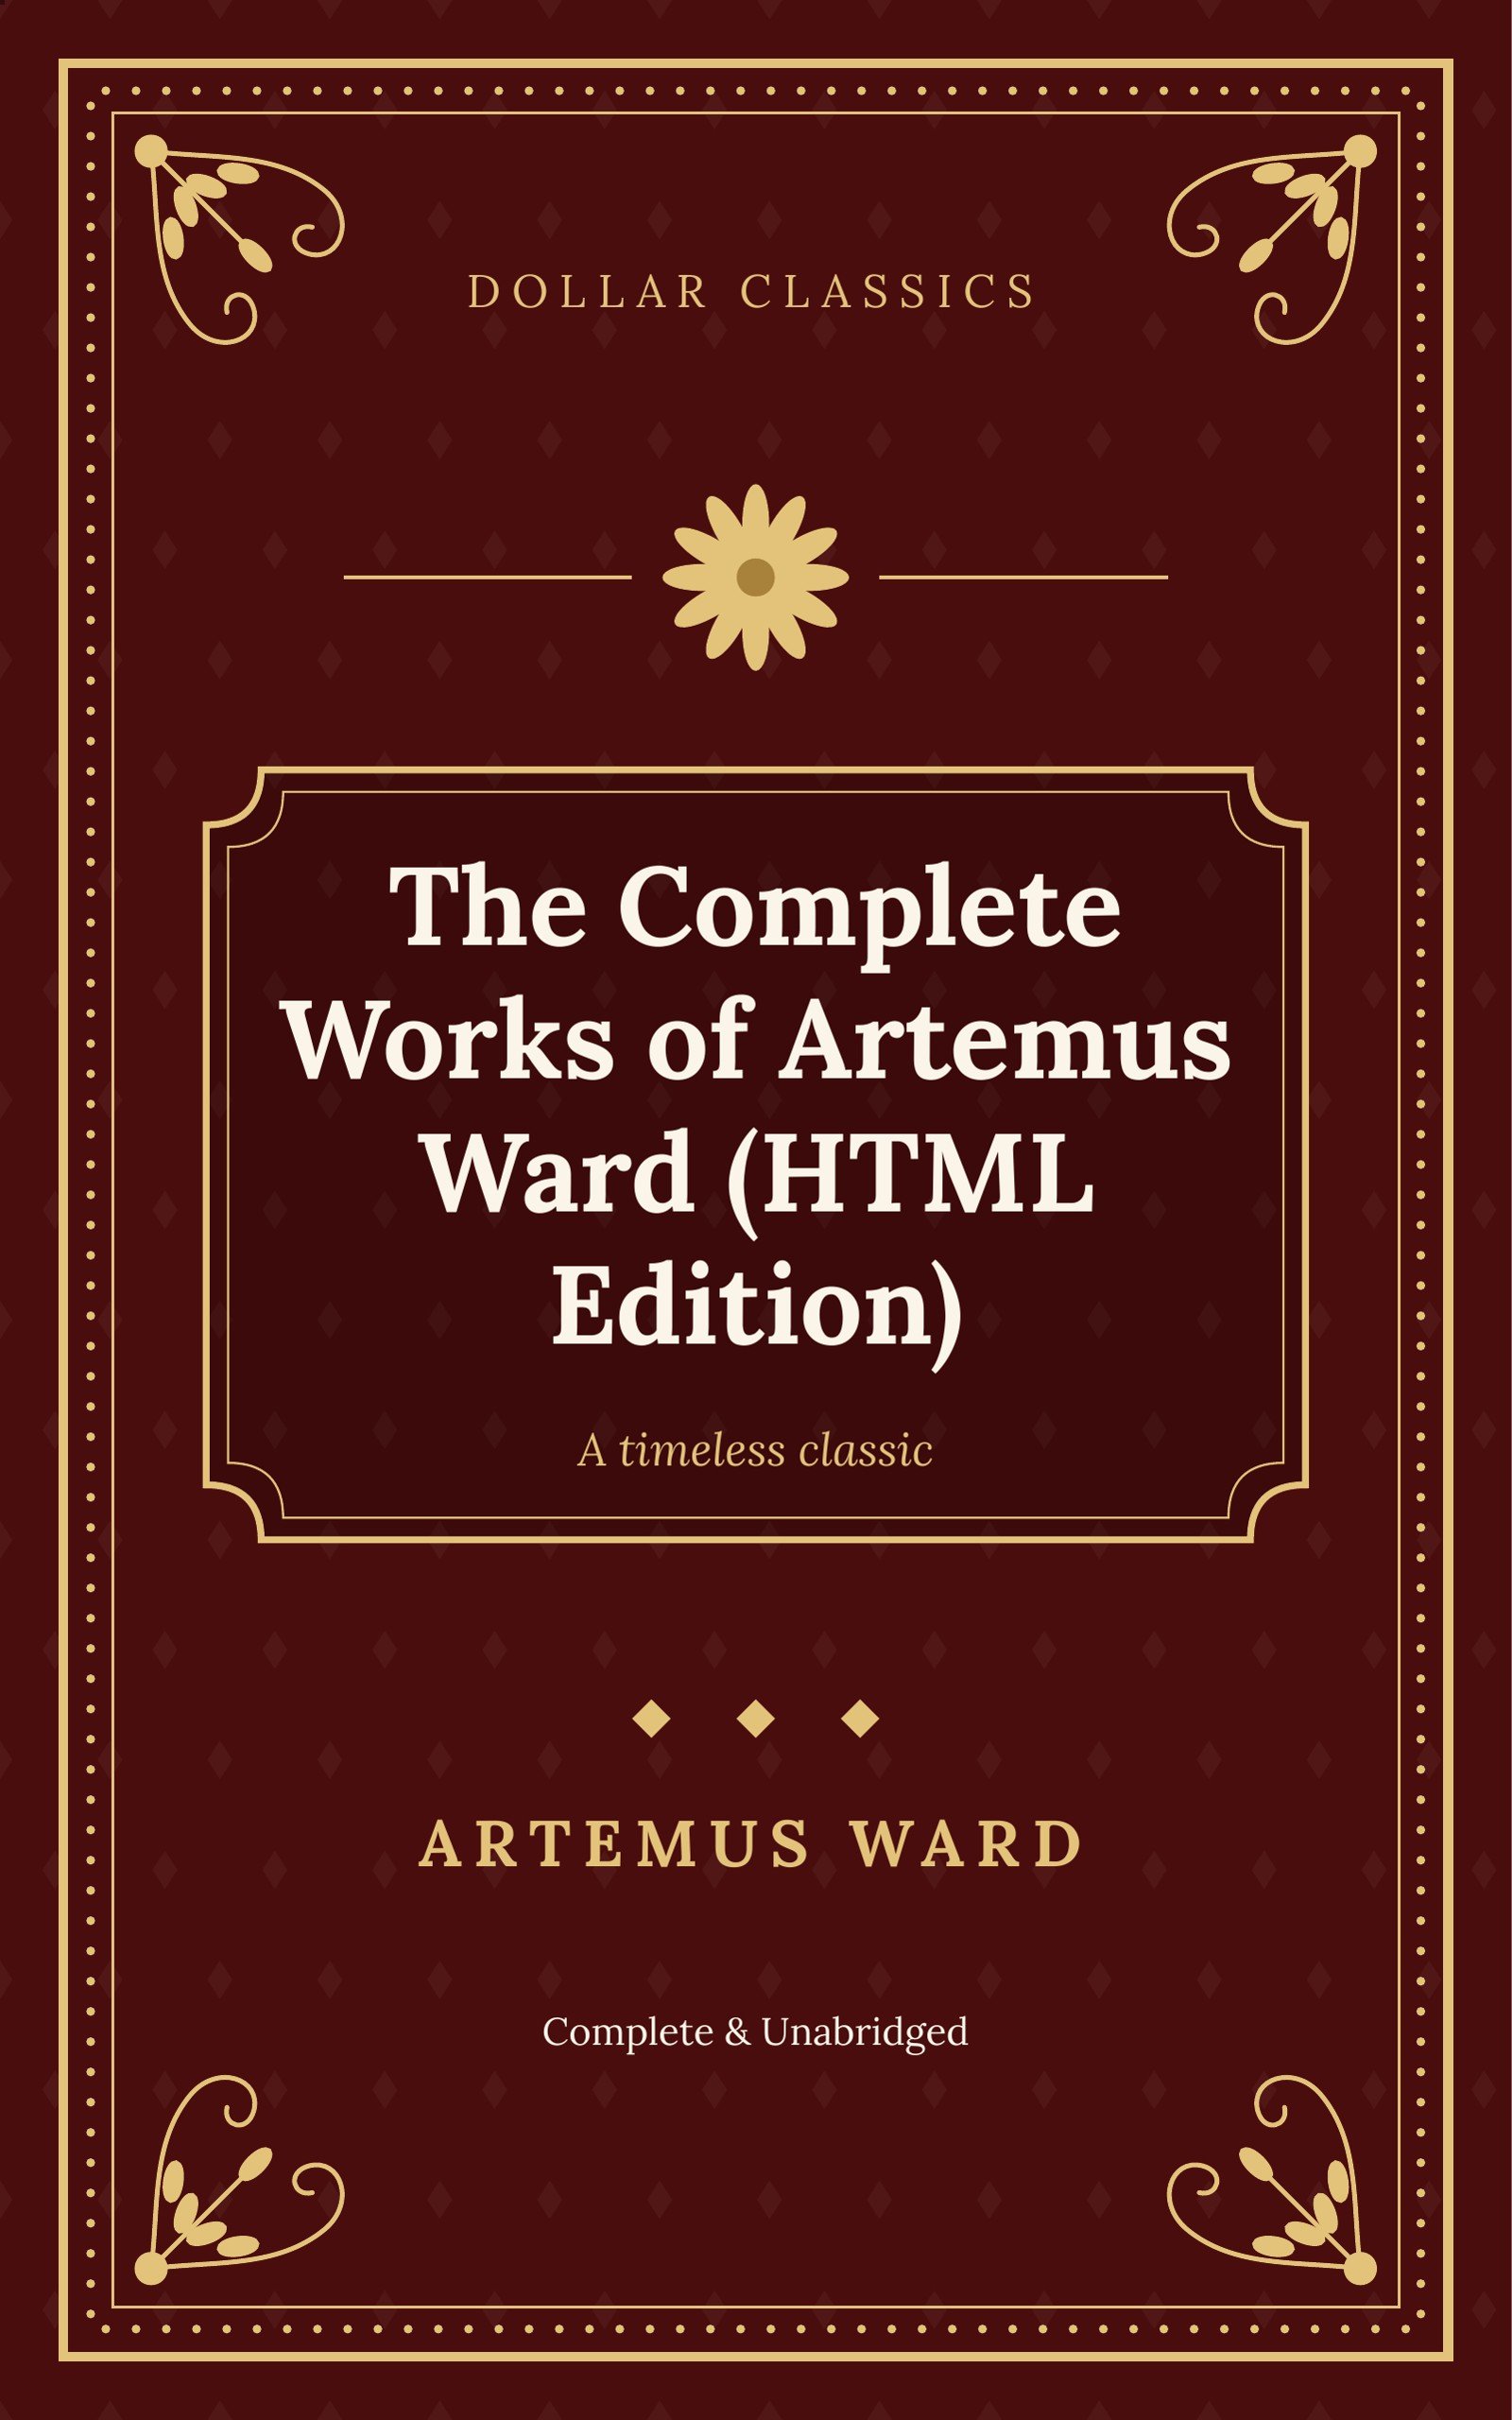 DOLLAR CLASSICS
The Complete
Works of Artemus
Ward (HTML
Edition)
A timeless classic
ARTEMUS WARD
Complete & Unabridged